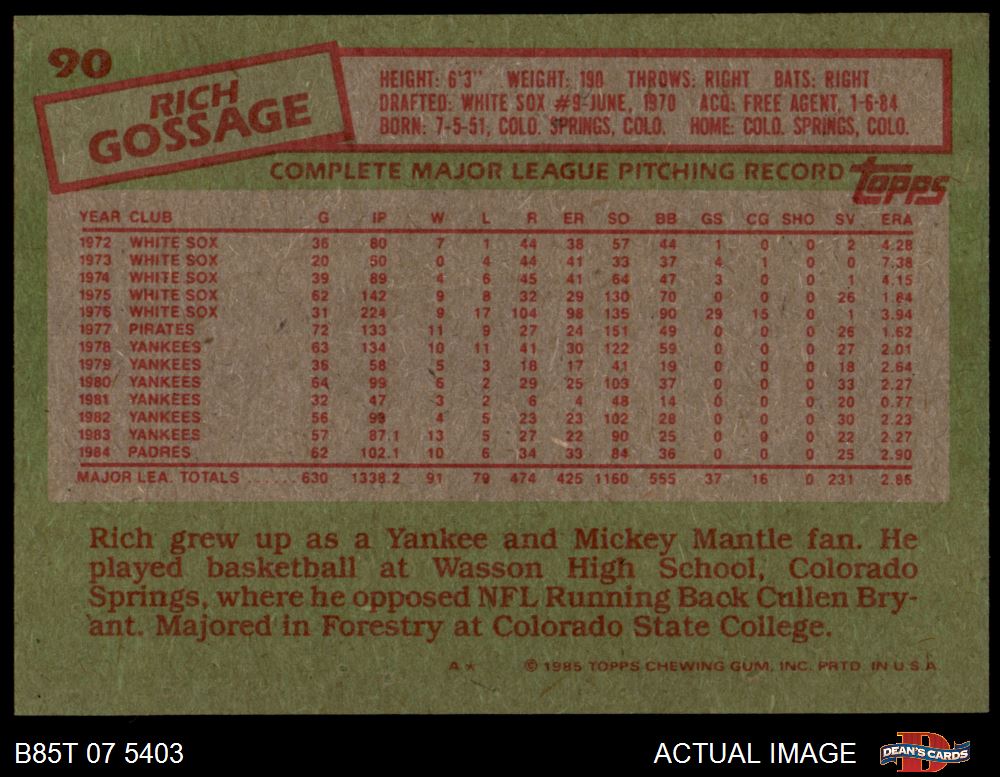 90
RICH
GOSSAGE
HEIGHT: 6'3" WEIGHT: 190 THROWS: RIGHT BATS: RIGHT
DRAFTED: WHITE SOX #9-JUNE, 1970 ACQ: FREE AGENT, 1-6-84
BORN: 7-5-51, COLO. SPRINGS, COLO. HOME: COLO. SPRINGS, COLO.
COMPLETE MAJOR LEAGUE PITCHING RECORD topps
YEAR CLUB G IP W L R ER SO BB GS CG SHO SV ERA
1972 WHITE SOX 36 80 7 1 44 38 57 44 1 0 0 2 4.28
1973 WHITE SOX 20 50 0 4 44 41 33 37 4 1 0 0 7.38
1974 WHITE SOX 39 89 4 6 45 41 64 47 3 0 0 1 4.15
1975 WHITE SOX 62 142 9 8 32 29 130 70 0 0 0 26 1.84
1976 WHITE SOX 31 224 9 17 104 98 135 90 29 15 0 1 3.94
1977 PIRATES 72 133 11 9 27 24 151 49 0 0 0 26 1.62
1978 YANKEES 63 134 10 11 41 30 122 59 0 0 0 27 2.01
1979 YANKEES 36 58 5 3 18 17 41 19 0 0 0 18 2.64
1980 YANKEES 64 99 6 2 29 25 103 37 0 0 0 33 2.27
1981 YANKEES 32 47 3 2 6 4 48 14 0 0 0 20 0.77
1982 YANKEES 56 93 4 5 23 23 102 28 0 0 0 30 2.23
1983 YANKEES 57 87.1 13 5 27 22 90 25 0 0 0 22 2.27
1984 PADRES 62 102.1 10 6 34 33 84 36 0 0 0 25 2.90
MAJOR LEA. TOTALS ...... 630 1338.2 91 79 474 425 1160 555 37 16 0 231 2.86
Rich grew up as a Yankee and Mickey Mantle fan. He
played basketball at Wasson High School, Colorado
Springs, where he opposed NFL Running Back Cullen Bry-
ant. Majored in Forestry at Colorado State College.
A* © 1985 TOPPS CHEWING GUM, INC. PRTD. IN U.S.A.
B85T 07 5403 ACTUAL IMAGE D DEAN'S CARDS